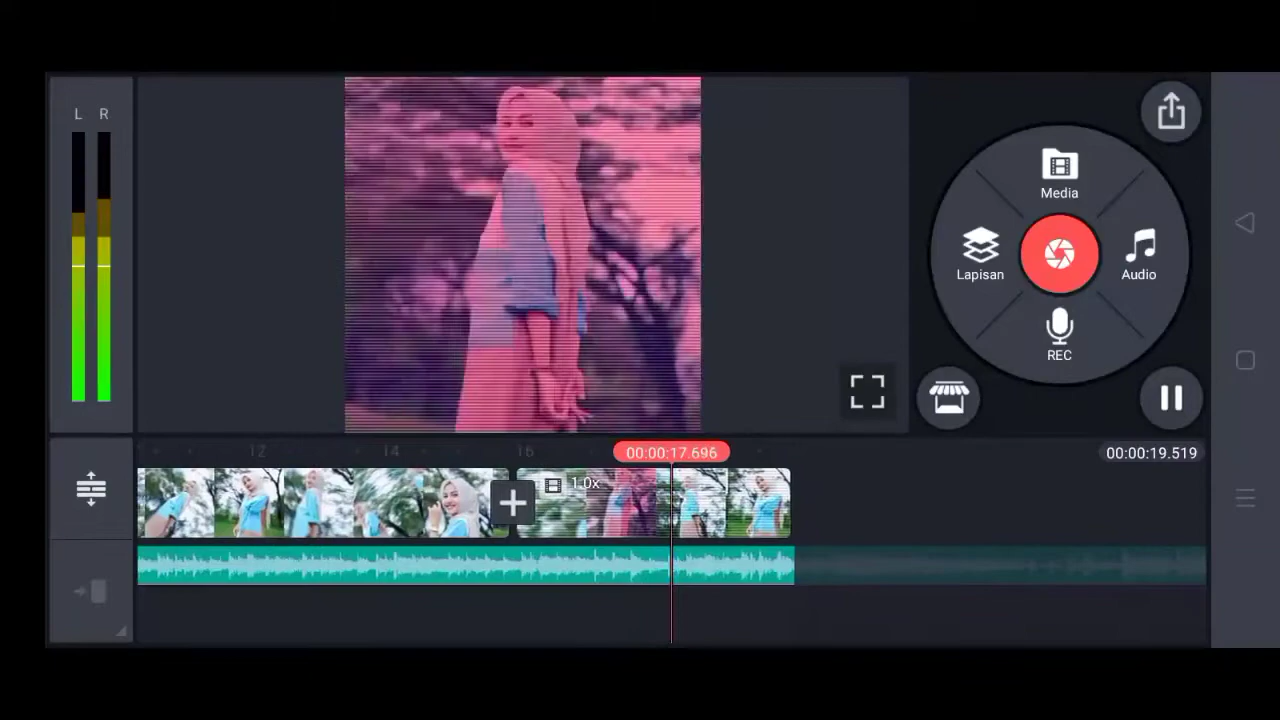 L R
Media
Lapisan
Audio
REC
12
14
16
00:00:17.696
00:00:19.519
1.0x